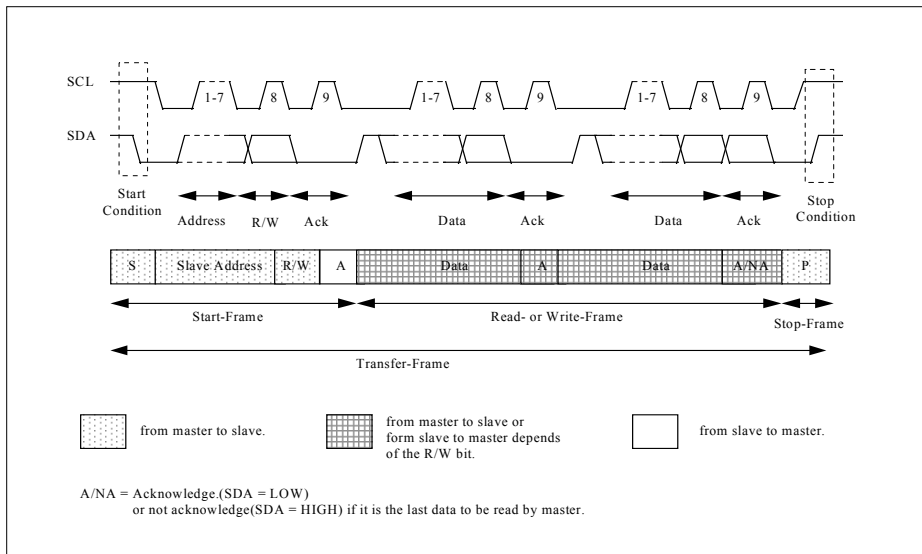 SCL
1-7 8 9 1-7 8 9 1-7 8 9
SDA
Start
Condition
Address R/W Ack Data Ack Data Ack
Stop
Condition
S Slave Address R/W A Data A Data A/NA P
Start-Frame Read- or Write-Frame Stop-Frame
Transfer-Frame
from master to slave.
from master to slave or
form slave to master depends
of the R/W bit.
from slave to master.
A/NA = Acknowledge.(SDA = LOW)
or not acknowledge(SDA = HIGH) if it is the last data to be read by master.